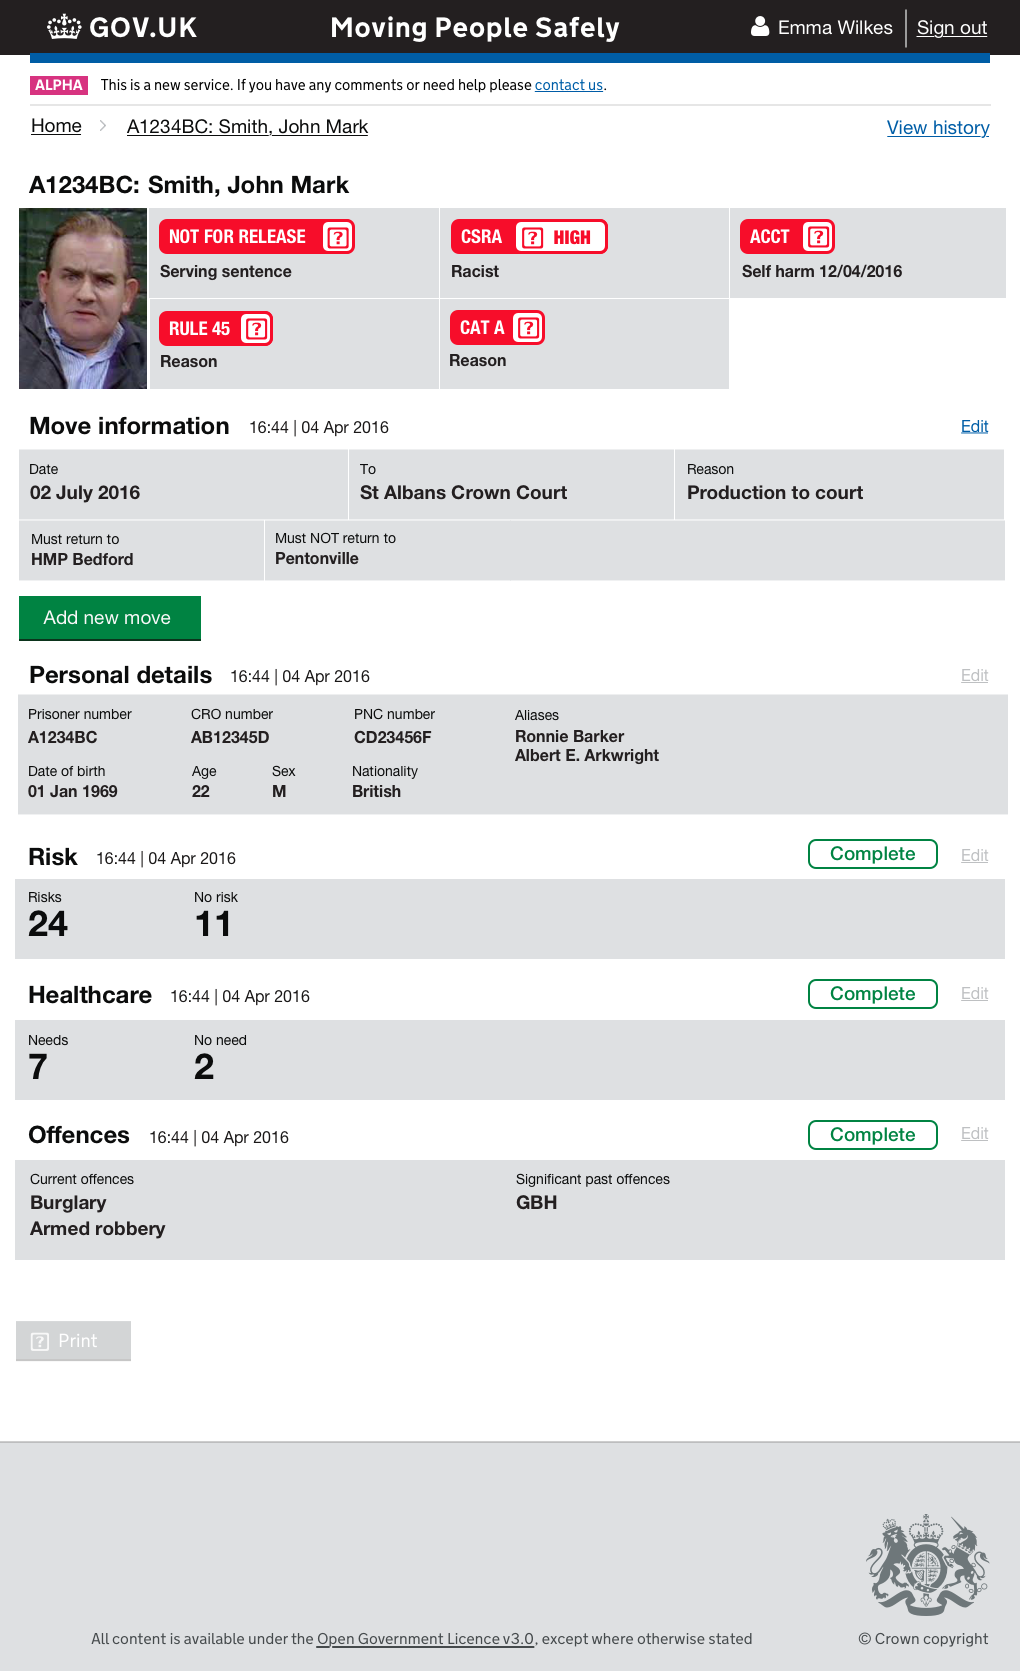 GOV.UK
Moving People Safely
Emma Wilkes
Sign out
ALPHA This is a new service. If you have any comments or need help please contact us.
Home
A1234BC: Smith, John Mark
View history
A1234BC: Smith, John Mark
NOT FOR RELEASE ?
CSRA ? HIGH
ACCT ?
Serving sentence
Racist
Self harm 12/04/2016
RULE 45 ?
CAT A ?
Reason
Reason
Move information 16:44 | 04 Apr 2016
Edit
Date
To
Reason
02 July 2016
St Albans Crown Court
Production to court
Must return to
Must NOT return to
HMP Bedford
Pentonville
Add new move
Personal details 16:44 | 04 Apr 2016
Edit
Prisoner number
CRO number
PNC number
Aliases
A1234BC
AB12345D
CD23456F
Ronnie Barker
Albert E. Arkwright
Date of birth
Age
Sex
Nationality
01 Jan 1969
22
M
British
Risk 16:44 | 04 Apr 2016
Complete
Edit
Risks
No risk
24
11
Healthcare 16:44 | 04 Apr 2016
Complete
Edit
Needs
No need
7
2
Offences 16:44 | 04 Apr 2016
Complete
Edit
Current offences
Significant past offences
Burglary
GBH
Armed robbery
? Print
All content is available under the Open Government Licence v3.0, except where otherwise stated
© Crown copyright